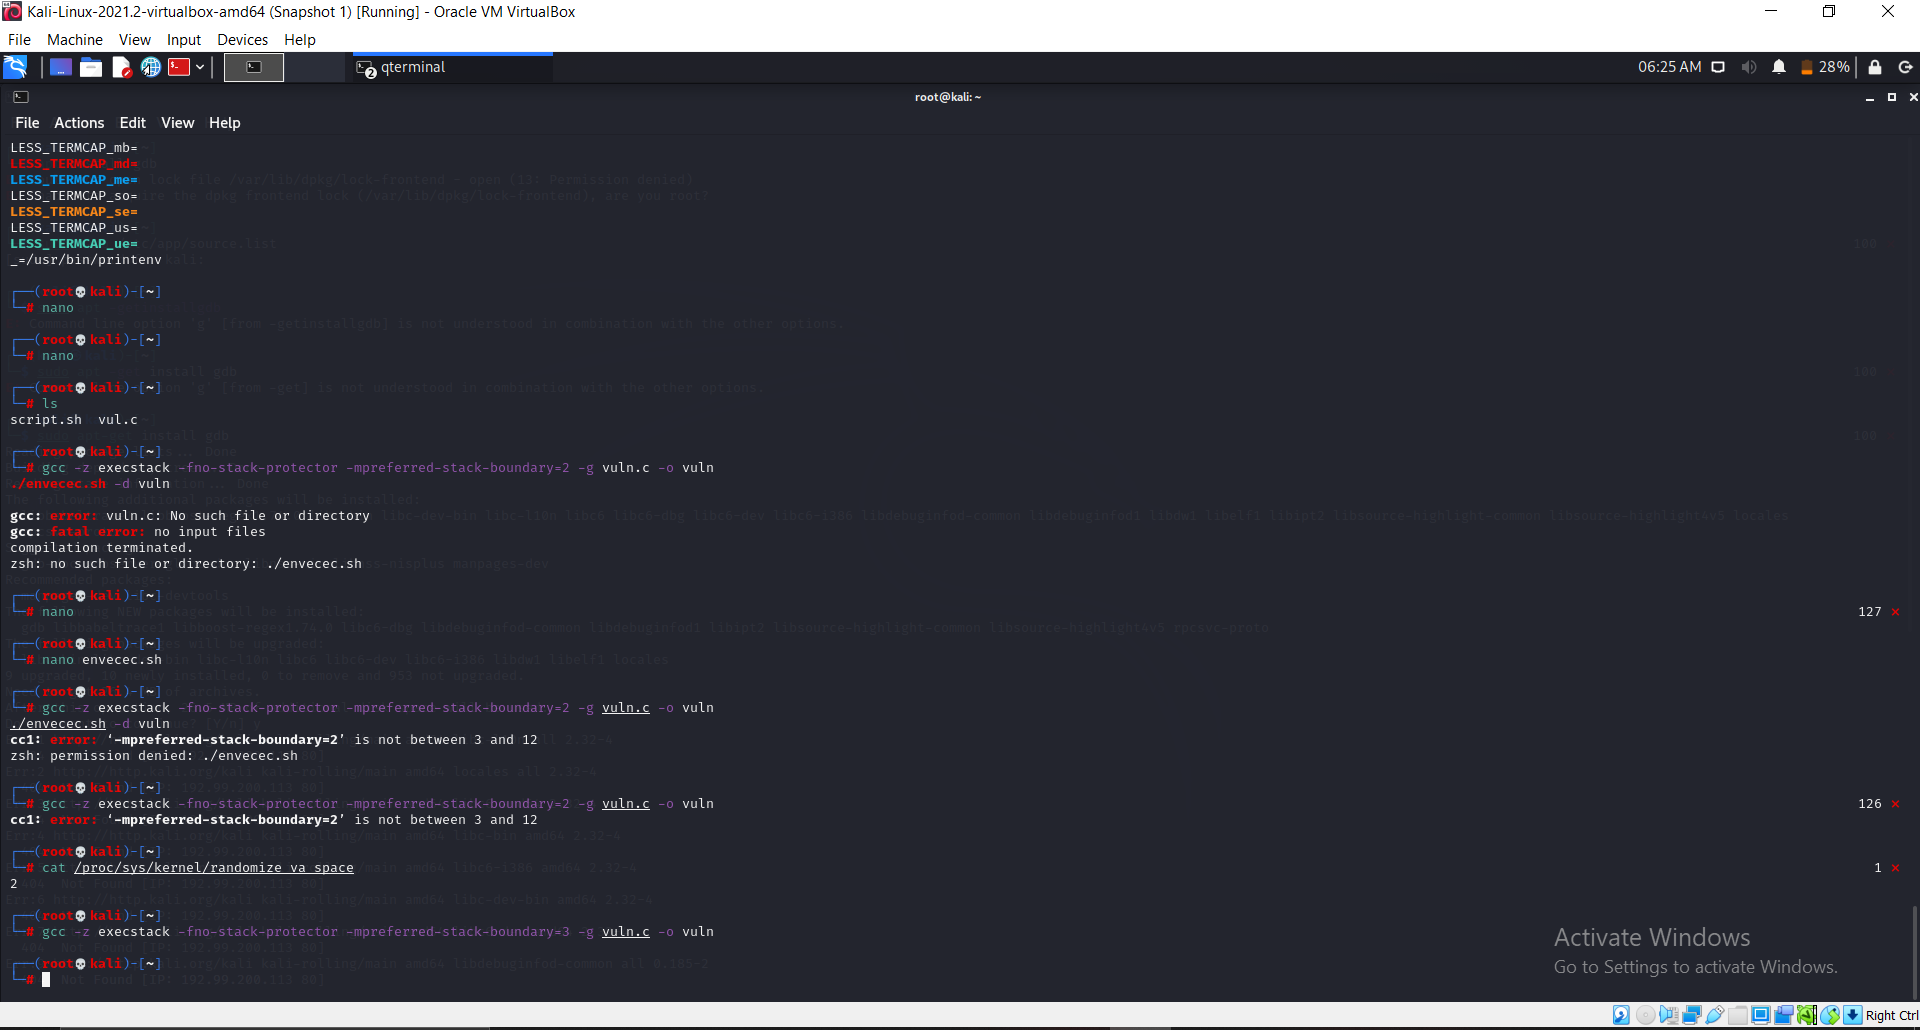 Kali-Linux-2021.2-virtualbox-amd64 (Snapshot 1) [Running] - Oracle VM VirtualBox
File Machine View Input Devices Help
qterminal
2
06:25 AM
28%
root@kali: ~
File Actions Edit View Help
LESS_TERMCAP_mb=
LESS_TERMCAP_md=
LESS_TERMCAP_me=
LESS_TERMCAP_so=
LESS_TERMCAP_se=
LESS_TERMCAP_us=
LESS_TERMCAP_ue=
_=/usr/bin/printenv
┌──(root💀kali)-[~]
└─# nano
┌──(root💀kali)-[~]
└─# nano
┌──(root💀kali)-[~]
└─# ls
script.sh  vul.c
┌──(root💀kali)-[~]
└─# gcc -z execstack -fno-stack-protector -mpreferred-stack-boundary=2 -g vuln.c -o vuln
./envecec.sh -d vuln
gcc: error: vuln.c: No such file or directory
gcc: fatal error: no input files
compilation terminated.
zsh: no such file or directory: ./envecec.sh
┌──(root💀kali)-[~]
└─# nano 127 ×
┌──(root💀kali)-[~]
└─# nano envecec.sh
┌──(root💀kali)-[~]
└─# gcc -z execstack -fno-stack-protector -mpreferred-stack-boundary=2 -g vuln.c -o vuln
./envecec.sh -d vuln
cc1: error: ‘-mpreferred-stack-boundary=2’ is not between 3 and 12
zsh: permission denied: ./envecec.sh
┌──(root💀kali)-[~]
└─# gcc -z execstack -fno-stack-protector -mpreferred-stack-boundary=2 -g vuln.c -o vuln 126 ×
cc1: error: ‘-mpreferred-stack-boundary=2’ is not between 3 and 12
┌──(root💀kali)-[~]
└─# cat /proc/sys/kernel/randomize_va_space 1 ×
2
┌──(root💀kali)-[~]
└─# gcc -z execstack -fno-stack-protector -mpreferred-stack-boundary=3 -g vuln.c -o vuln
┌──(root💀kali)-[~]
└─#
Activate Windows
Go to Settings to activate Windows.
Right Ctrl